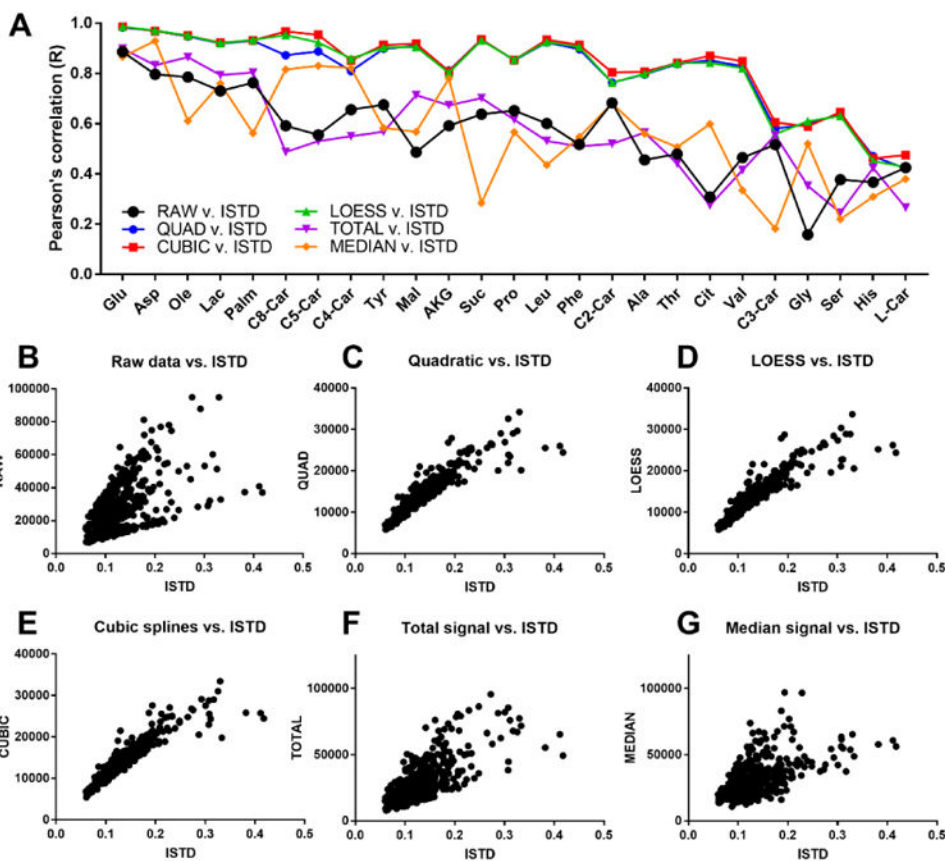 A
Pearson's correlation (R)
1.0
0.8
0.6
0.4
0.2
0.0
RAW v. ISTD
QUAD v. ISTD
CUBIC v. ISTD
LOESS v. ISTD
TOTAL v. ISTD
MEDIAN v. ISTD
Glu Asp Ole Lac Palm C8-Car C5-Car C4-Car Tyr Mal AKG Suc Pro Leu Phe C2-Car Ala Thr Cit Val C3-Car Gly Ser His L-Car
B
Raw data vs. ISTD
100000
80000
60000
40000
20000
0
0.0 0.1 0.2 0.3 0.4 0.5
ISTD
C
Quadratic vs. ISTD
QUAD
40000
30000
20000
10000
0
0.0 0.1 0.2 0.3 0.4 0.5
ISTD
D
LOESS vs. ISTD
LOESS
40000
30000
20000
10000
0
0.0 0.1 0.2 0.3 0.4 0.5
ISTD
E
Cubic splines vs. ISTD
CUBIC
40000
30000
20000
10000
0
0.0 0.1 0.2 0.3 0.4 0.5
ISTD
F
Total signal vs. ISTD
TOTAL
100000
50000
0
0.0 0.1 0.2 0.3 0.4 0.5
ISTD
G
Median signal vs. ISTD
MEDIAN
100000
50000
0
0.0 0.1 0.2 0.3 0.4 0.5
ISTD